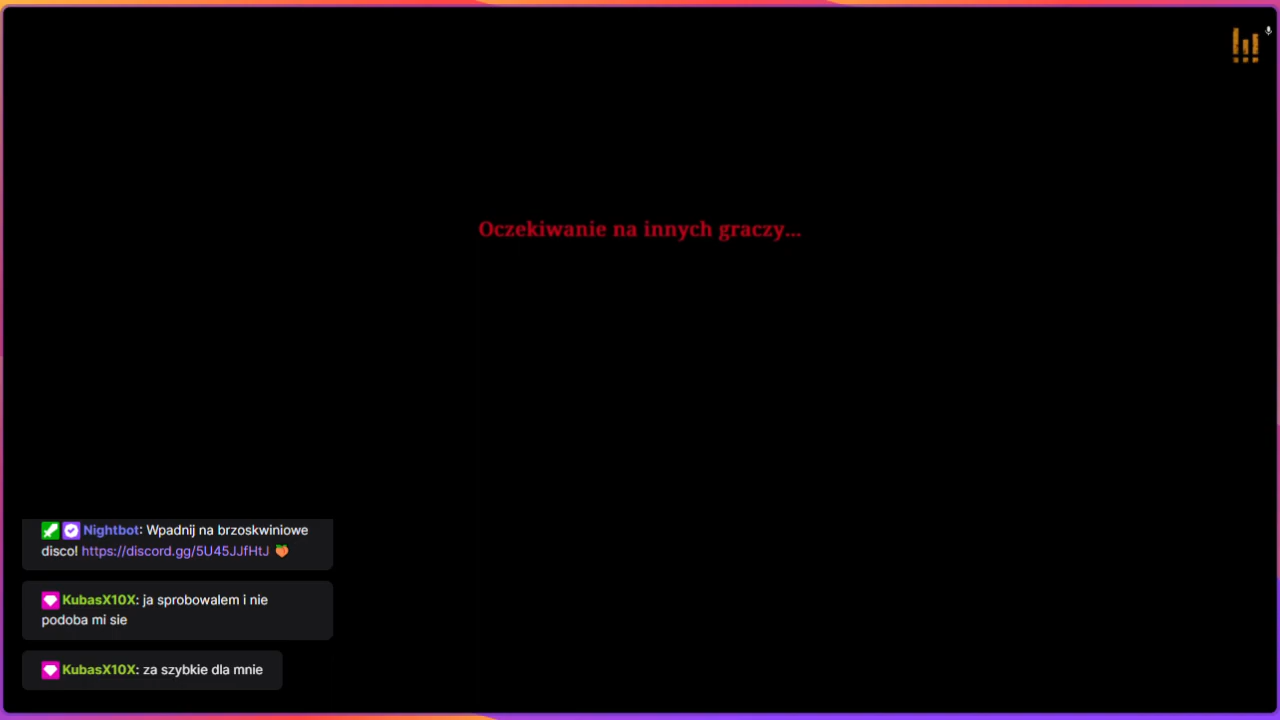 Oczekiwanie na innych graczy...
Nightbot: Wpadnij na brzoskwiniowe
disco! https://discord.gg/5U45JJfHtJ 🍑
KubasX10X: ja sprobowalem i nie
podoba mi sie
KubasX10X: za szybkie dla mnie